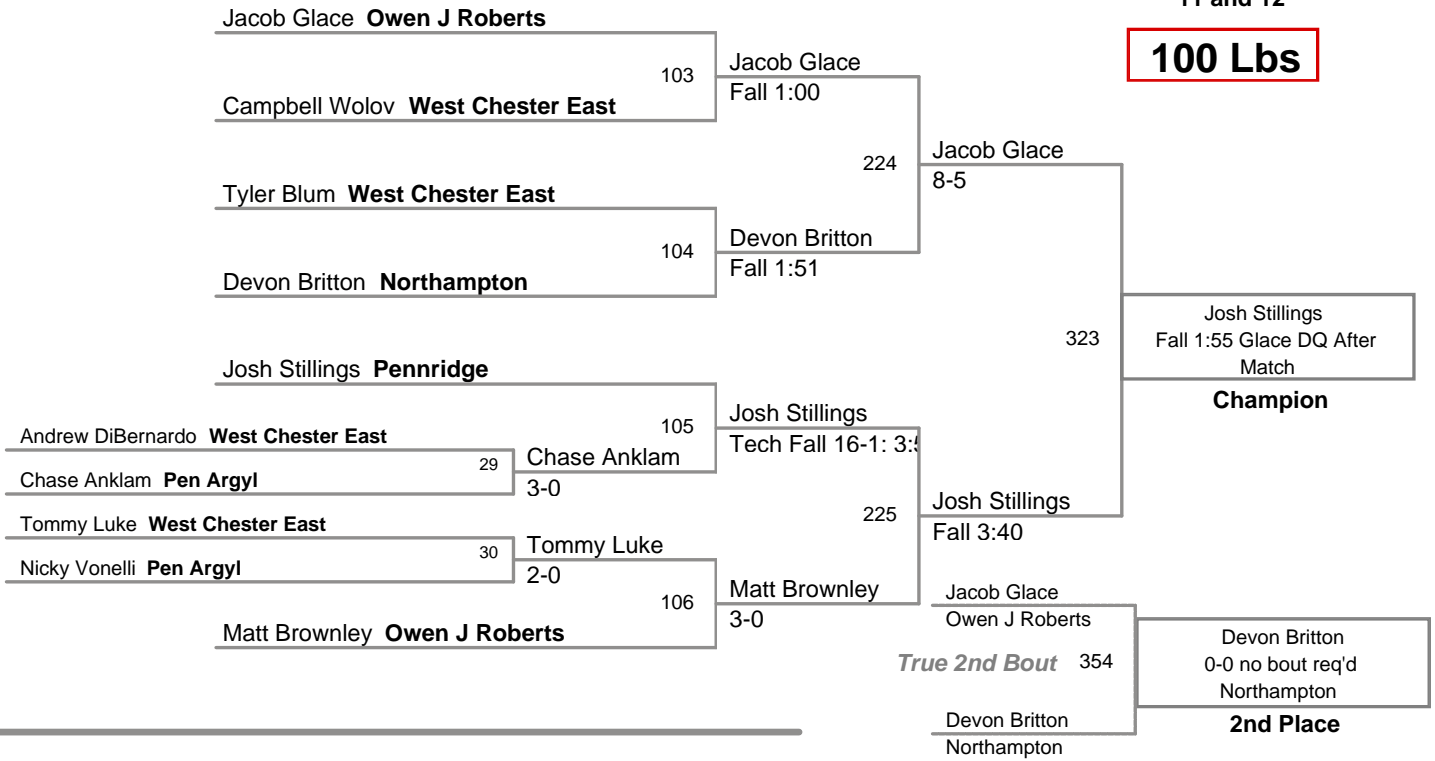 11 and 12
100 Lbs
Jacob Glace Owen J Roberts
103
Campbell Wolov West Chester East
Jacob Glace
Fall 1:00
224
Jacob Glace
8-5
Tyler Blum West Chester East
104
Devon Britton Northampton
Devon Britton
Fall 1:51
323
Josh Stillings
Fall 1:55 Glace DQ After
Match
Champion
Josh Stillings Pennridge
105
Josh Stillings
Tech Fall 16-1: 3:
Andrew DiBernardo West Chester East
29
Chase Anklam Pen Argyl
Chase Anklam
3-0
225
Josh Stillings
Fall 3:40
Tommy Luke West Chester East
30
Nicky Vonelli Pen Argyl
Tommy Luke
2-0
106
Matt Brownley Owen J Roberts
Matt Brownley
3-0
Jacob Glace
Owen J Roberts
True 2nd Bout 354
Devon Britton
Northampton
Devon Britton
0-0 no bout req'd
Northampton
2nd Place